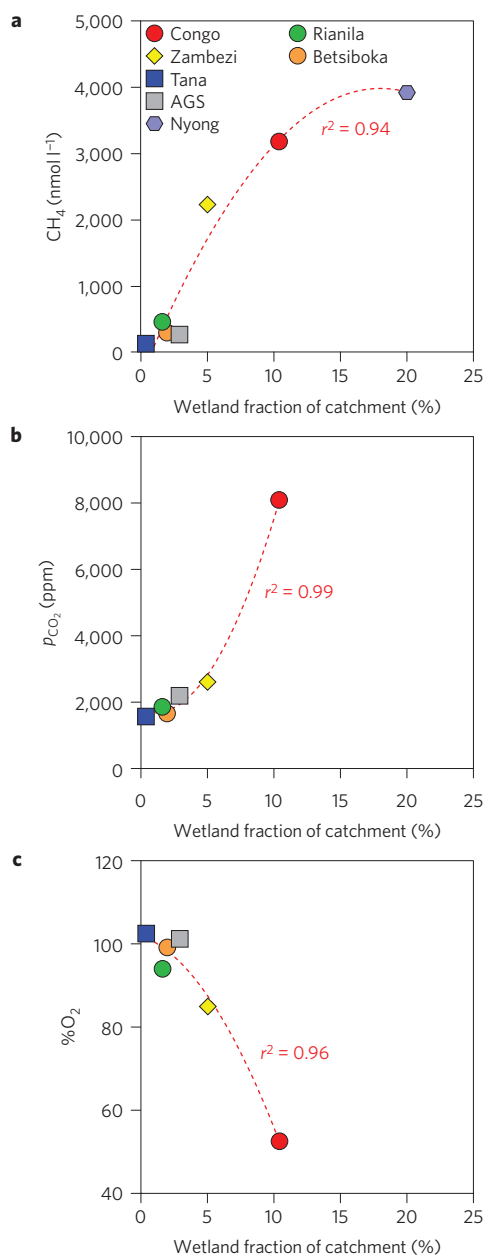 a
5,000
4,000
3,000
2,000
1,000
0
CH₄ (nmol l⁻¹)
Congo
Zambezi
Tana
AGS
Nyong
Rianila
Betsiboka
r² = 0.94
0 5 10 15 20 25
Wetland fraction of catchment (%)
b
10,000
8,000
6,000
4,000
2,000
0
pCO₂ (ppm)
r² = 0.99
0 5 10 15 20 25
Wetland fraction of catchment (%)
c
120
100
80
60
40
%O₂
r² = 0.96
0 5 10 15 20 25
Wetland fraction of catchment (%)